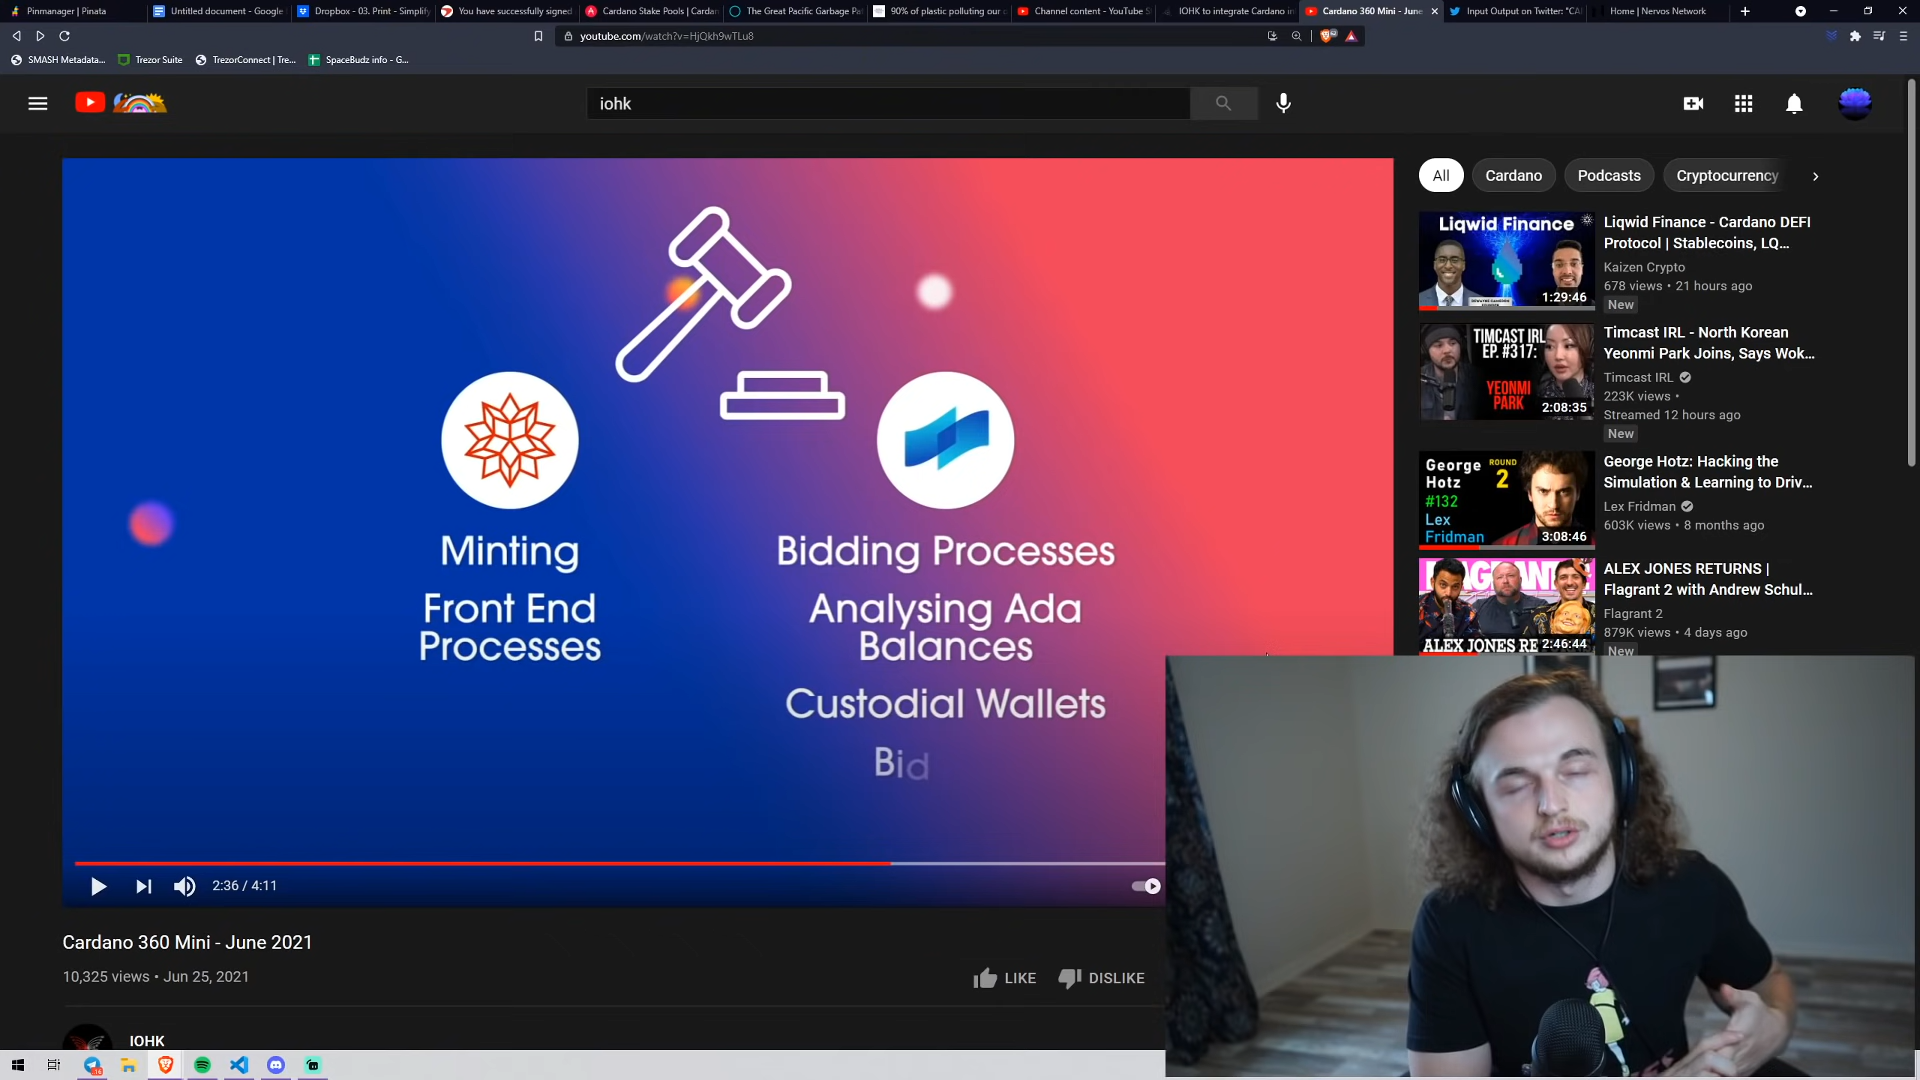 Pinmanager | Pinata
Untitled document - Google
Dropbox - 03. Print - Simplify
You have successfully signed
Cardano Stake Pools | Cardan
The Great Pacific Garbage Pat
90% of plastic polluting our o
Channel content - YouTube S
IOHK to integrate Cardano in
Cardano 360 Mini - June
Input Output on Twitter: "CA
Home | Nervos Network
youtube.com/watch?v=HjQkh9wTLu8
SMASH Metadata...
Trezor Suite
TrezorConnect | Tre...
SpaceBudz info - G...
iohk
Minting
Front End
Processes
Bidding Processes
Analysing Ada
Balances
Custodial Wallets
Bid
2:36 / 4:11
All
Cardano
Podcasts
Cryptocurrency
Liqwid Finance
1:29:46
Liqwid Finance - Cardano DEFI
Protocol | Stablecoins, LQ...
Kaizen Crypto
678 views • 21 hours ago
New
TIMCAST IRL
EP. #317:
YEONMI
PARK
2:08:35
Timcast IRL - North Korean
Yeonmi Park Joins, Says Wok...
Timcast IRL
223K views •
Streamed 12 hours ago
New
George
Hotz
#132
Lex
Fridman
ROUND
2
3:08:46
George Hotz: Hacking the
Simulation & Learning to Driv...
Lex Fridman
603K views • 8 months ago
ALEX JONES RE
2:46:44
ALEX JONES RETURNS |
Flagrant 2 with Andrew Schul...
Flagrant 2
879K views • 4 days ago
New
Cardano 360 Mini - June 2021
10,325 views • Jun 25, 2021
LIKE
DISLIKE
IOHK